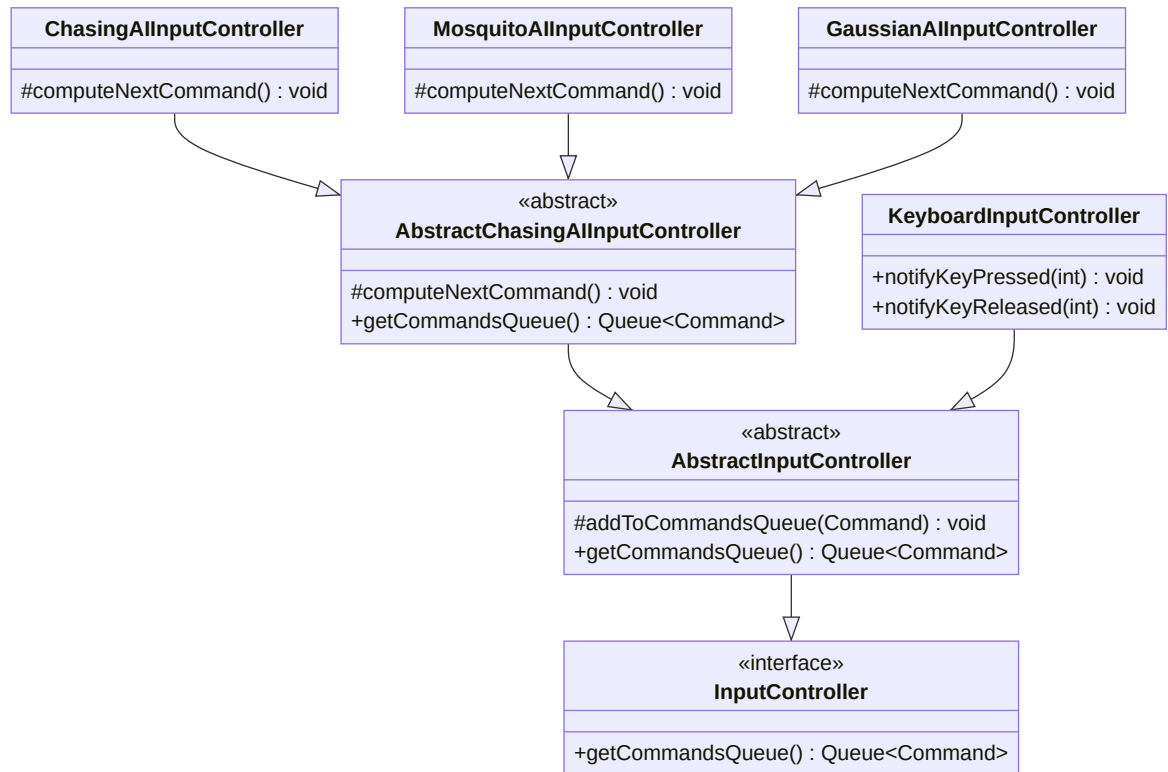 ChasingAIInputController
#computeNextCommand() : void
MosquitoAIInputController
#computeNextCommand() : void
GaussianAIInputController
#computeNextCommand() : void
«abstract»
AbstractChasingAIInputController
#computeNextCommand() : void
+getCommandsQueue() : Queue<Command>
KeyboardInputController
+notifyKeyPressed(int) : void
+notifyKeyReleased(int) : void
«abstract»
AbstractInputController
#addToCommandsQueue(Command) : void
+getCommandsQueue() : Queue<Command>
«interface»
InputController
+getCommandsQueue() : Queue<Command>